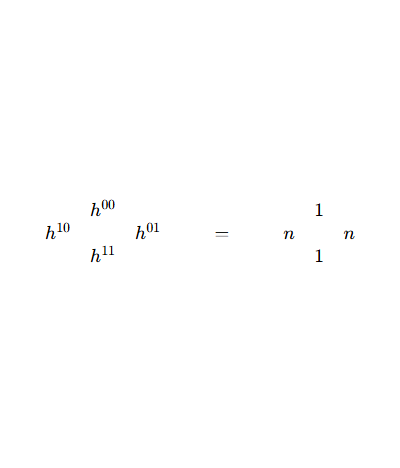 h^{00} 1
h^{10} h^{01} = n n
h^{11} 1